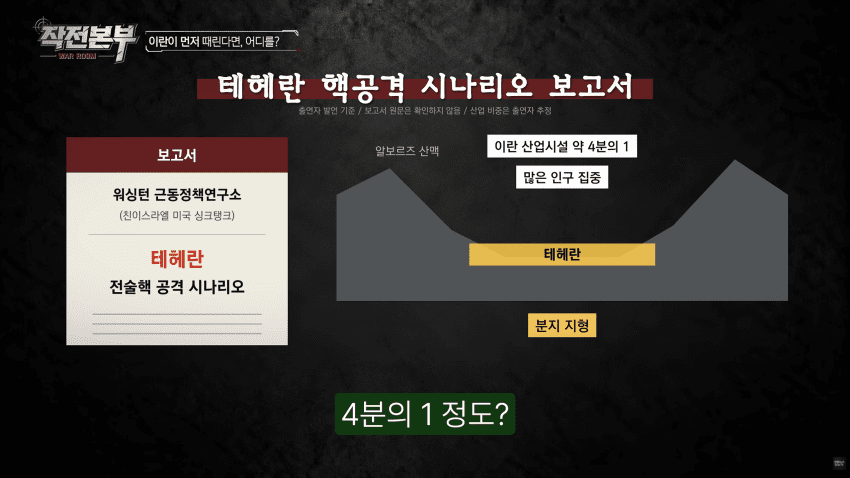 작전본부
WAR ROOM
이란이 먼저 때린다면, 어디를?
테헤란 핵공격 시나리오 보고서
출연자 발언 기준 / 보고서 원문은 확인하지 않음 / 산업 비중은 출연자 추정
보고서
워싱턴 근동정책연구소
(친이스라엘 미국 싱크탱크)
테헤란
전술핵 공격 시나리오
알보르즈 산맥
이란 산업시설 약 4분의 1
많은 인구 집중
테헤란
분지 지형
4분의 1 정도?